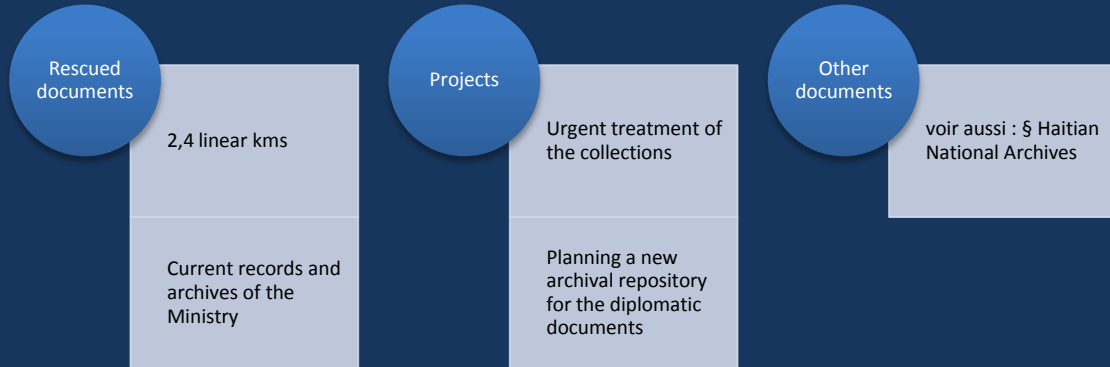 Rescued
documents
2,4 linear kms
Current records and
archives of the
Ministry
Projects
Urgent treatment of
the collections
Planning a new
archival repository
for the diplomatic
documents
Other
documents
voir aussi : § Haitian
National Archives